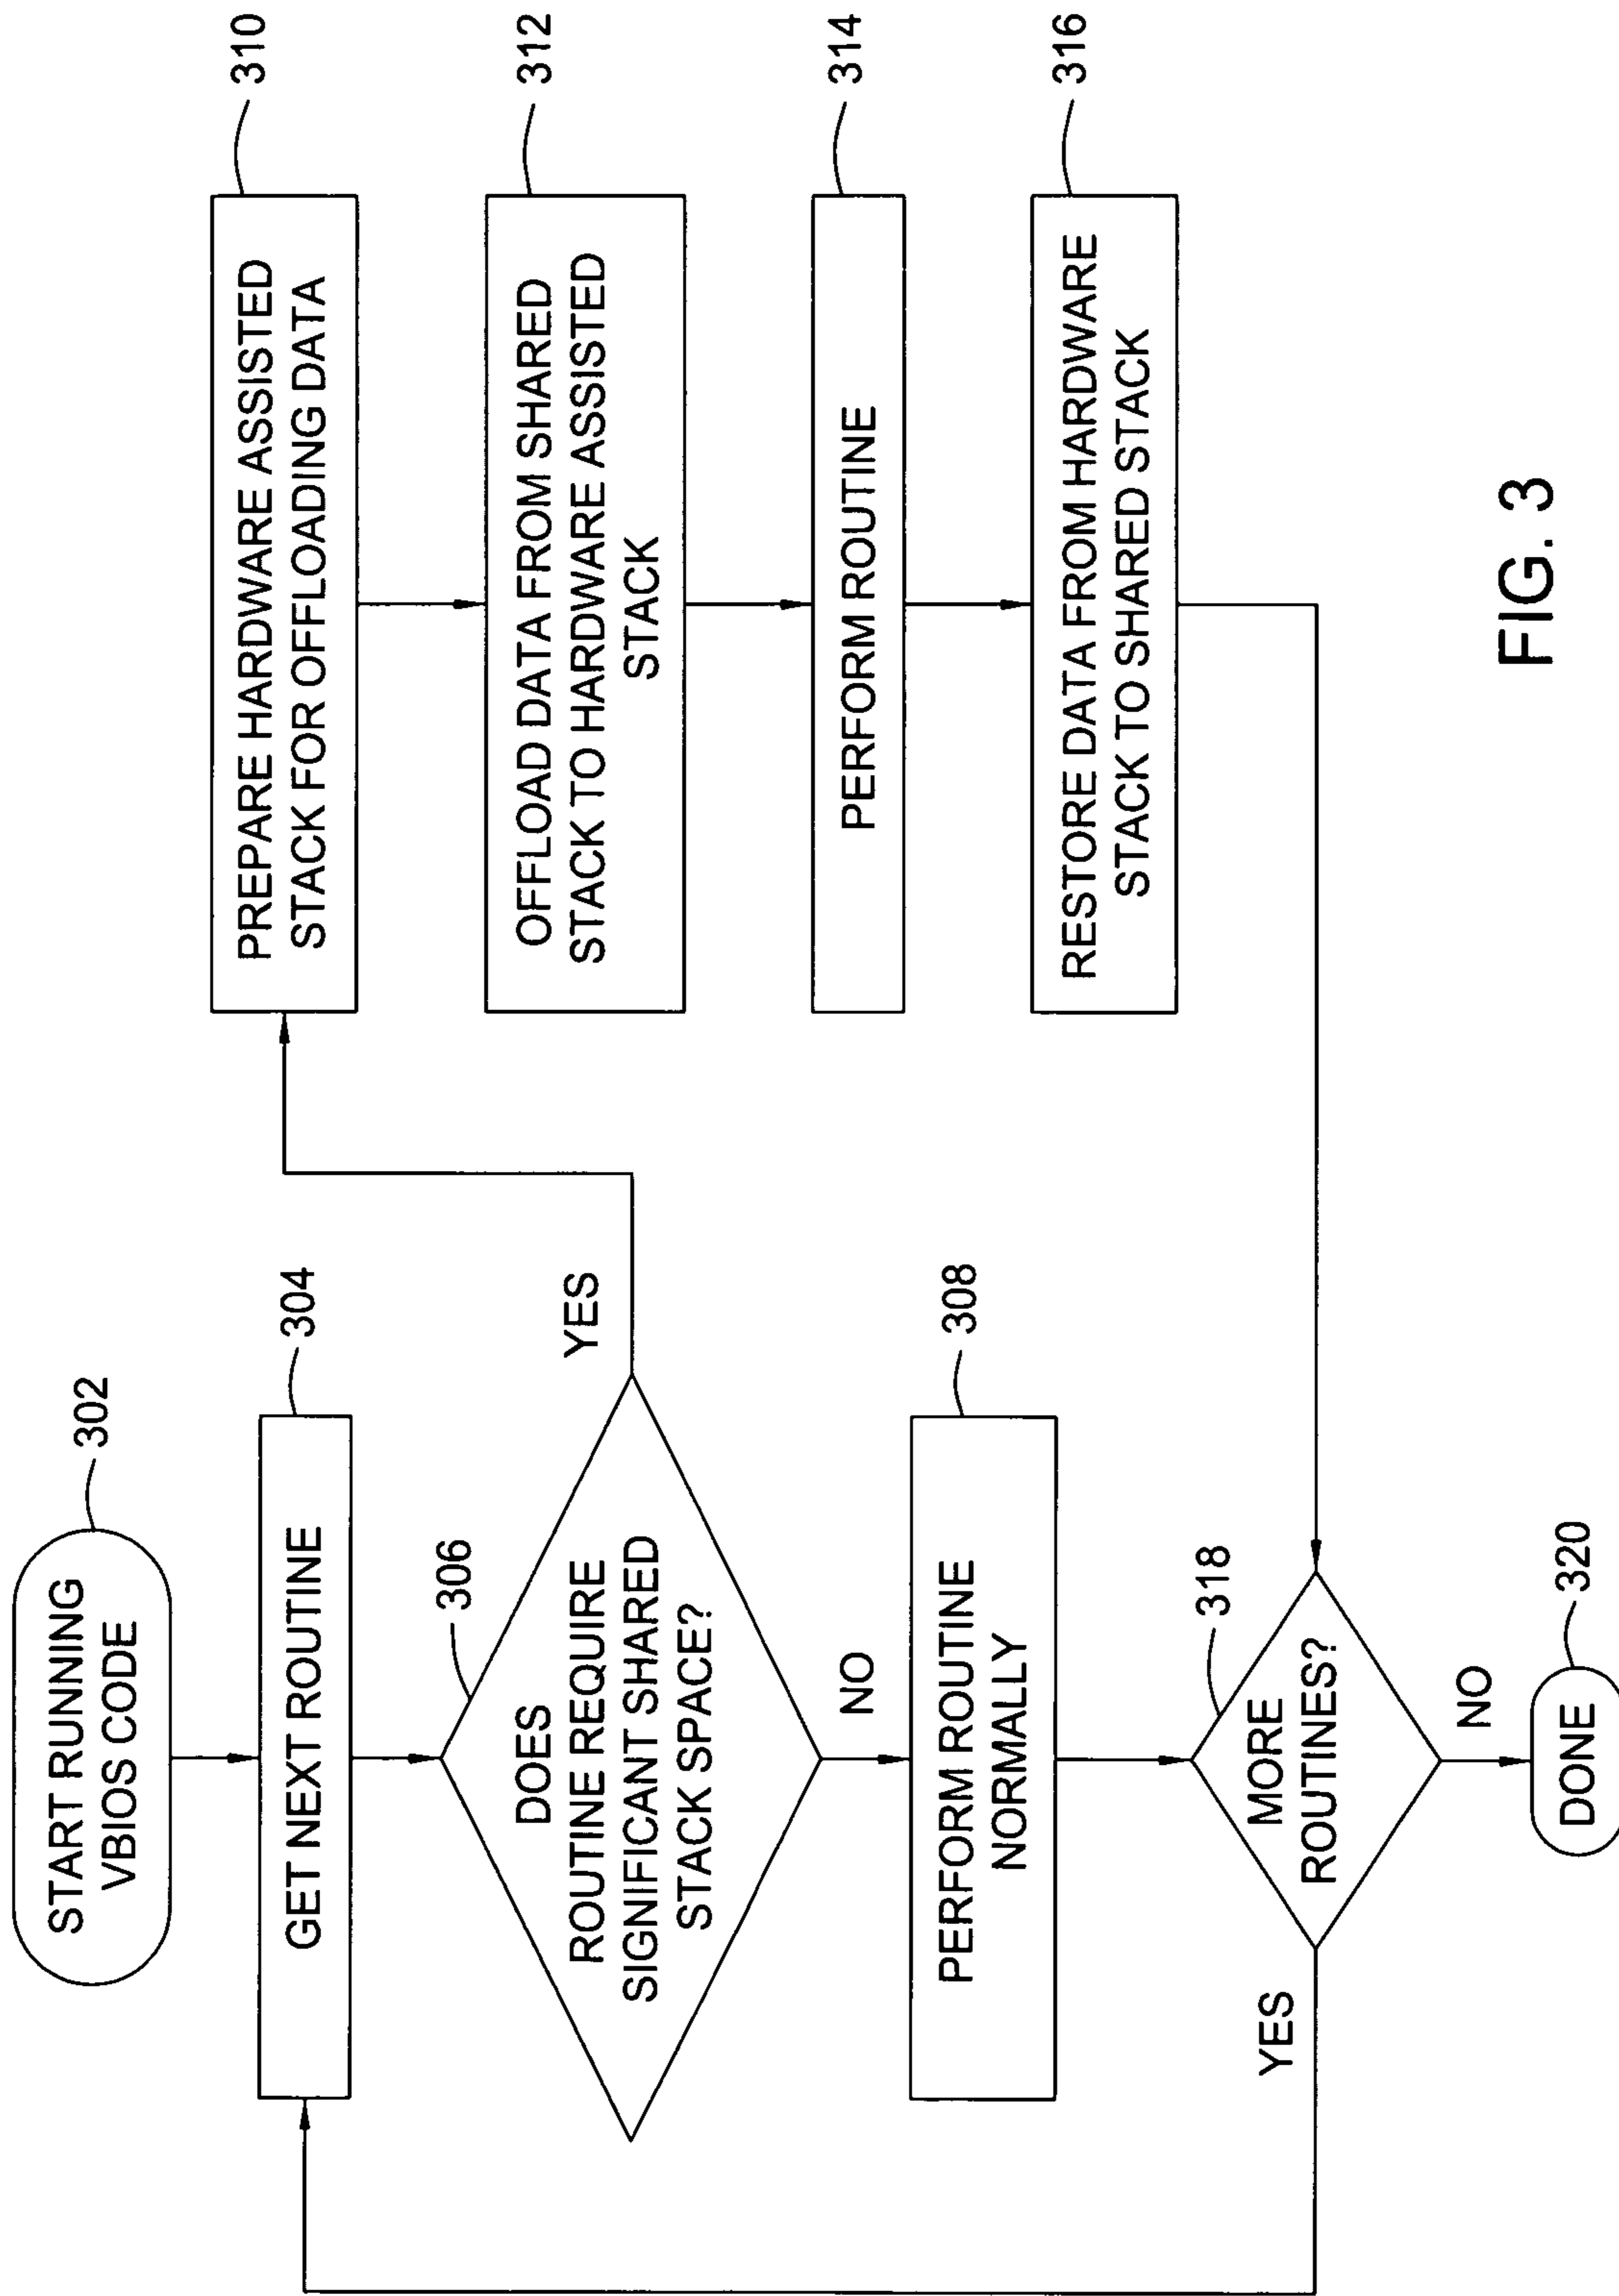 START RUNNING
VBIOS CODE
302
GET NEXT ROUTINE
304
306
DOES
ROUTINE REQUIRE
SIGNIFICANT SHARED
STACK SPACE?
YES
NO
PERFORM ROUTINE
NORMALLY
308
PREPARE HARDWARE ASSISTED
STACK FOR OFFLOADING DATA
310
OFFLOAD DATA FROM SHARED
STACK TO HARDWARE ASSISTED
STACK
312
PERFORM ROUTINE
314
RESTORE DATA FROM HARDWARE
STACK TO SHARED STACK
316
318
MORE
ROUTINES?
YES
NO
DONE
320
FIG. 3